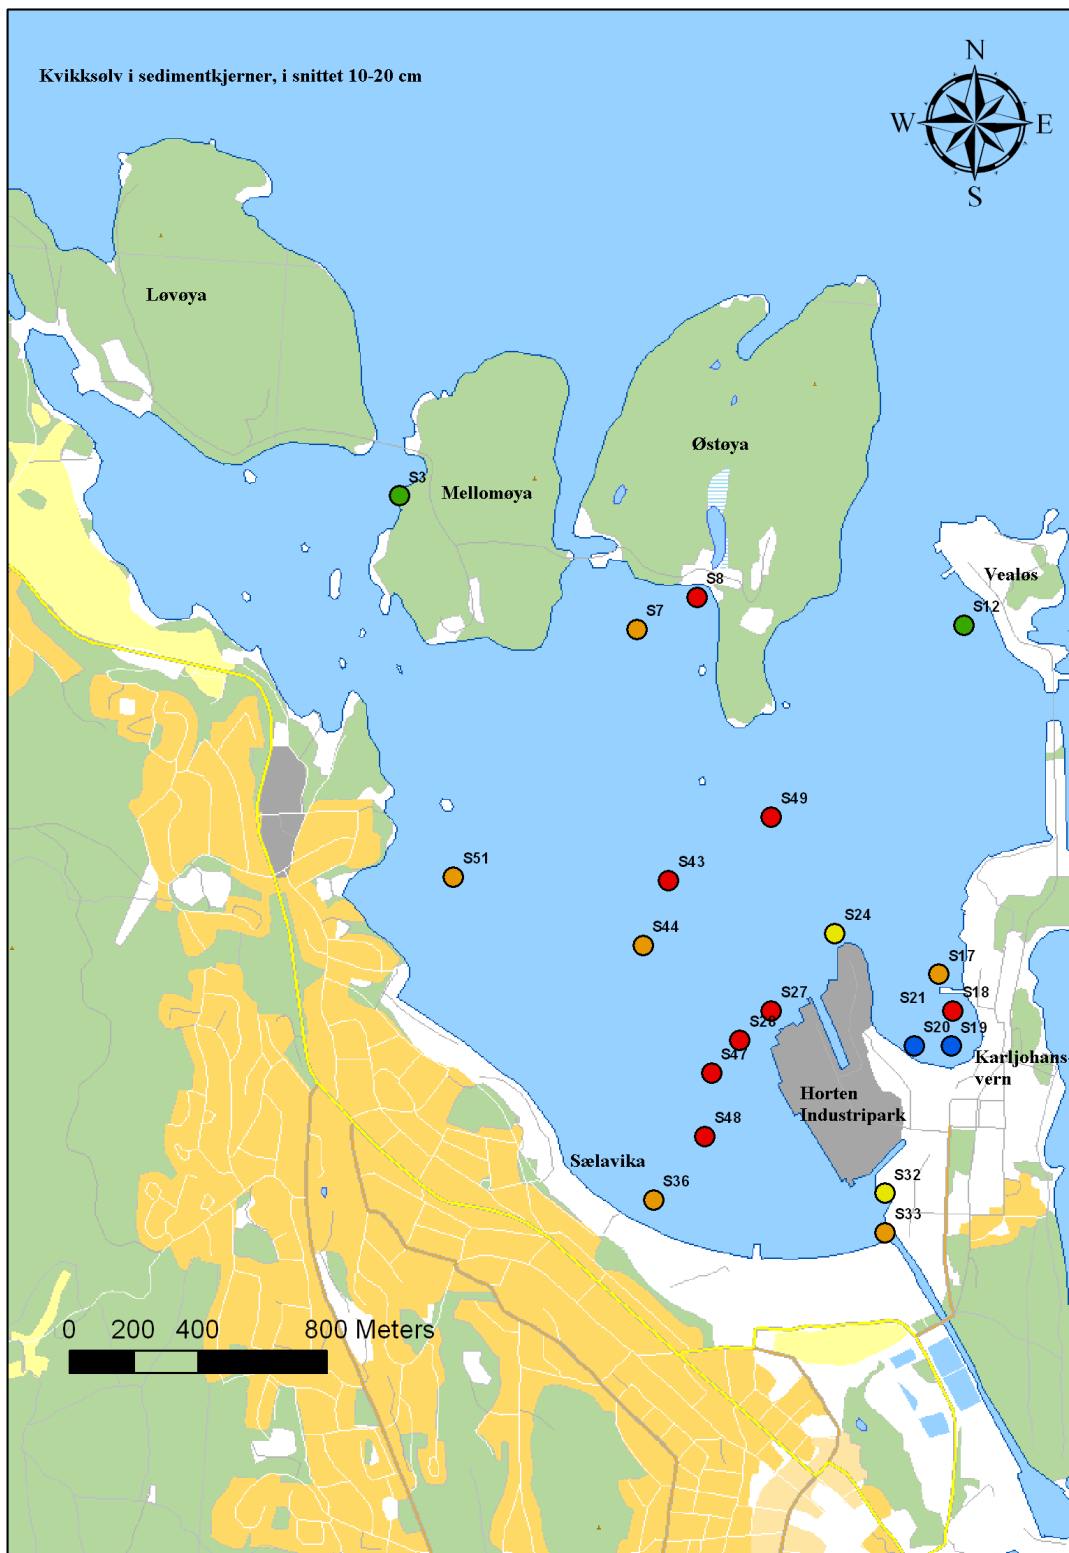 Kvikksølv i sedimentkjerner, i snittet 10-20 cm
N
W E
S
Løvøya
Østøya
S3
Mellomøya
Vealøs
S8
S7
S12
S49
S51
S43
S24
S44
S17
S27
S21
S18
S28
S20
S19
S47
Karljohans-
vern
Horten
Industripark
S48
Sælavika
S36
S32
S33
0 200 400 800 Meters